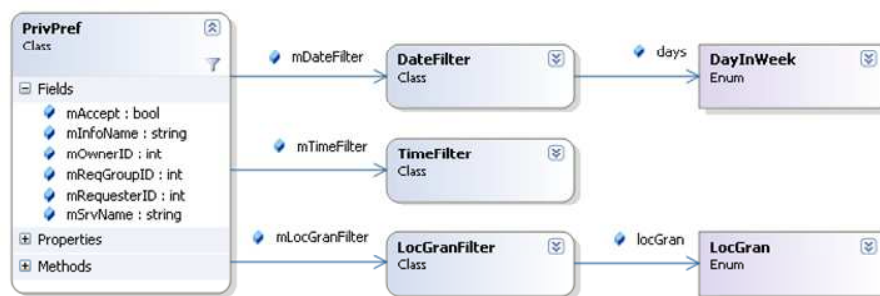 PrivPref
Class
Fields
mAccept : bool
mInfoName : string
mOwnerID : int
mReqGroupID : int
mRequesterID : int
mSrvName : string
Properties
Methods
mDateFilter
DateFilter
Class
days
DayInWeek
Enum
mTimeFilter
TimeFilter
Class
mLocGranFilter
LocGranFilter
Class
locGran
LocGran
Enum